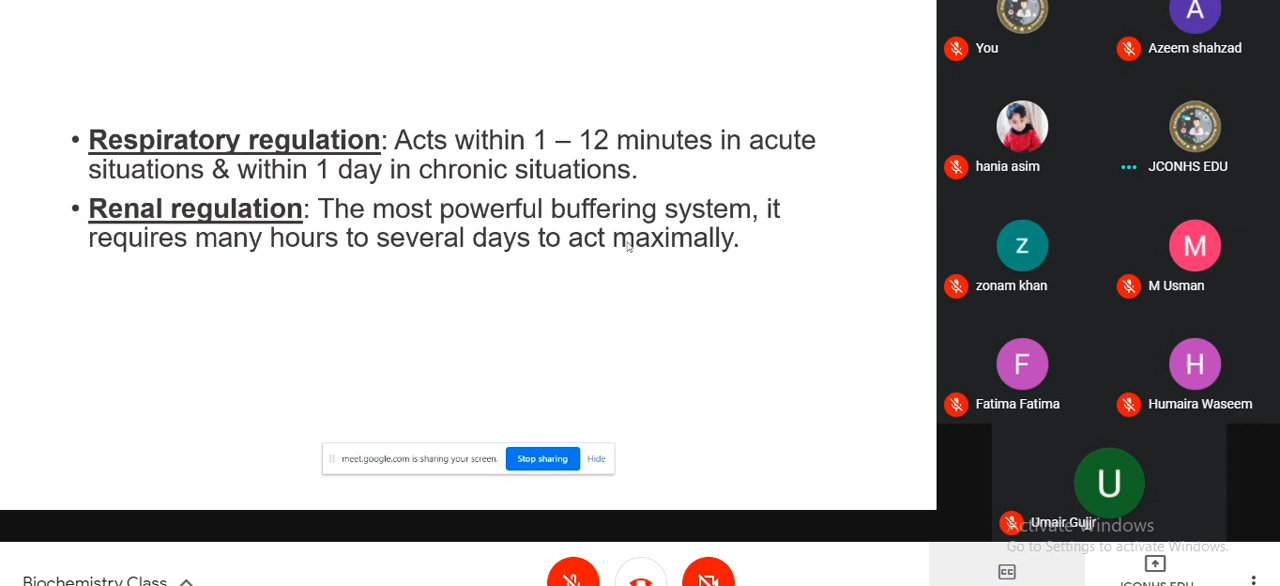 • Respiratory regulation: Acts within 1 – 12 minutes in acute
situations & within 1 day in chronic situations.
• Renal regulation: The most powerful buffering system, it
requires many hours to several days to act maximally.
meet.google.com is sharing your screen. Stop sharing Hide
A
You
Azeem shahzad
hania asim
JCONHS EDU
Z
M
zonam khan
M Usman
F
H
Fatima Fatima
Humaira Waseem
U
Umair Gujjr
Activate Windows
Go to Settings to activate Windows.
Biochemistry Class
CC
JCONHS EDU